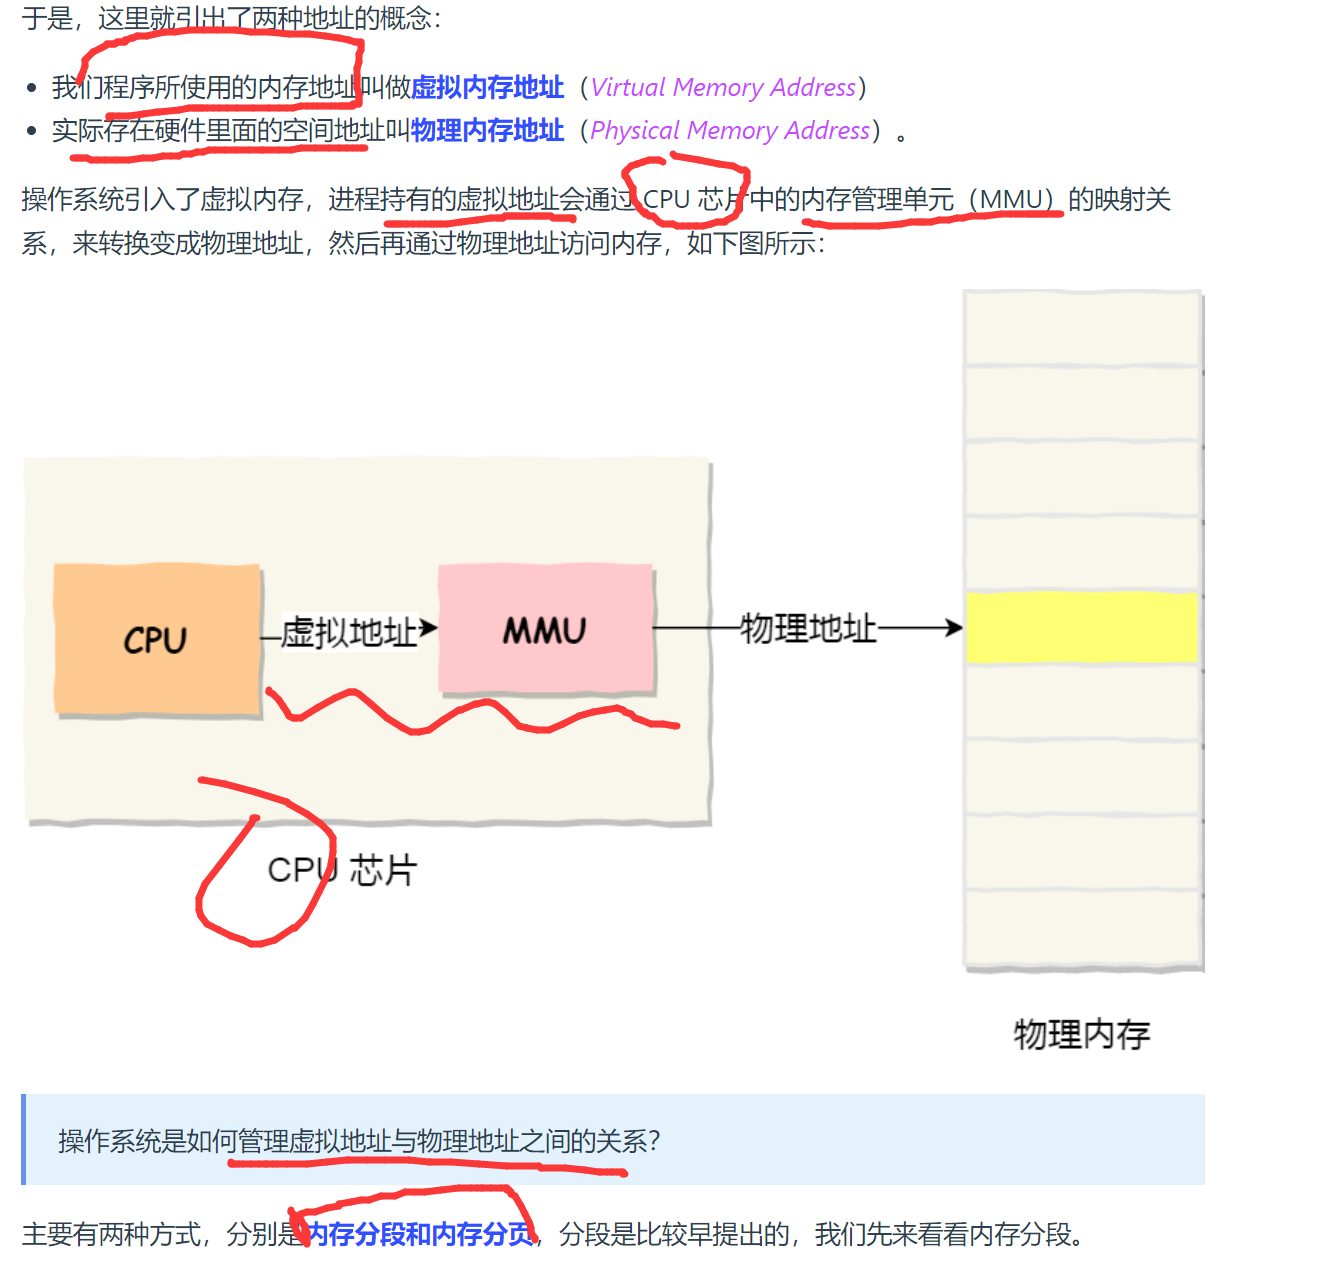 于是，这里就引出了两种地址的概念：
我们程序所使用的内存地址叫做虚拟内存地址（Virtual Memory Address）
实际存在硬件里面的空间地址叫物理内存地址（Physical Memory Address）。
操作系统引入了虚拟内存，进程持有的虚拟地址会通过 CPU 芯片中的内存管理单元（MMU）的映射关
系，来转换变成物理地址，然后再通过物理地址访问内存，如下图所示：
CPU
虚拟地址
MMU
物理地址
CPU 芯片
物理内存
操作系统是如何管理虚拟地址与物理地址之间的关系？
主要有两种方式，分别是内存分段和内存分页，分段是比较早提出的，我们先来看看内存分段。